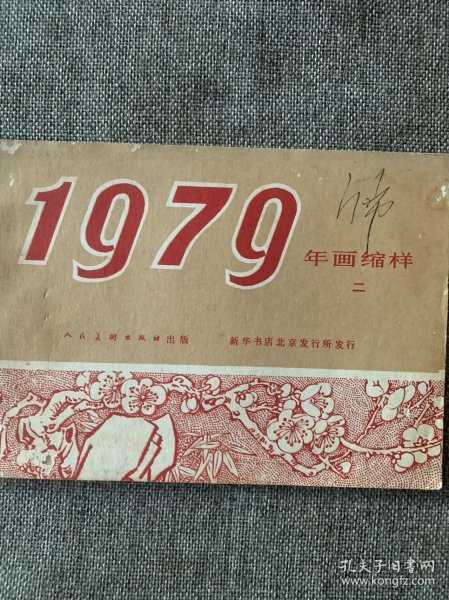 1979
年画缩样
二
人民美術出版社出版 新华书店北京发行所发行
孔夫子旧书网
www.kongfz.com